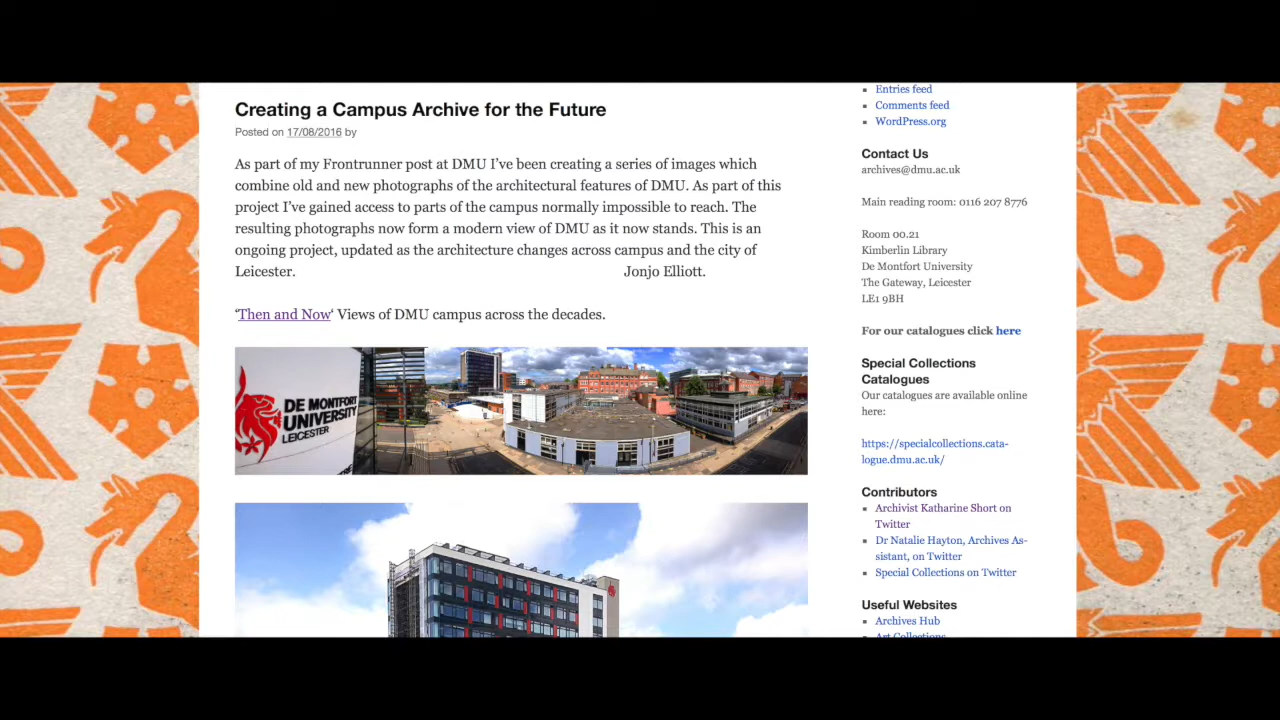 Creating a Campus Archive for the Future
Posted on 17/08/2016 by
As part of my Frontrunner post at DMU I’ve been creating a series of images which
combine old and new photographs of the architectural features of DMU. As part of this
project I’ve gained access to parts of the campus normally impossible to reach. The
resulting photographs now form a modern view of DMU as it now stands. This is an
ongoing project, updated as the architecture changes across campus and the city of
Leicester. Jonjo Elliott.
‘Then and Now‘ Views of DMU campus across the decades.
DE MONTFORT
UNIVERSITY
LEICESTER
Entries feed
Comments feed
WordPress.org
Contact Us
archives@dmu.ac.uk
Main reading room: 0116 207 8776
Room 00.21
Kimberlin Library
De Montfort University
The Gateway, Leicester
LE1 9BH
For our catalogues click here
Special Collections
Catalogues
Our catalogues are available online
here:
https://specialcollections.cata-
logue.dmu.ac.uk/
Contributors
Archivist Katharine Short on
Twitter
Dr Natalie Hayton, Archives As-
sistant, on Twitter
Special Collections on Twitter
Useful Websites
Archives Hub
Art Collections